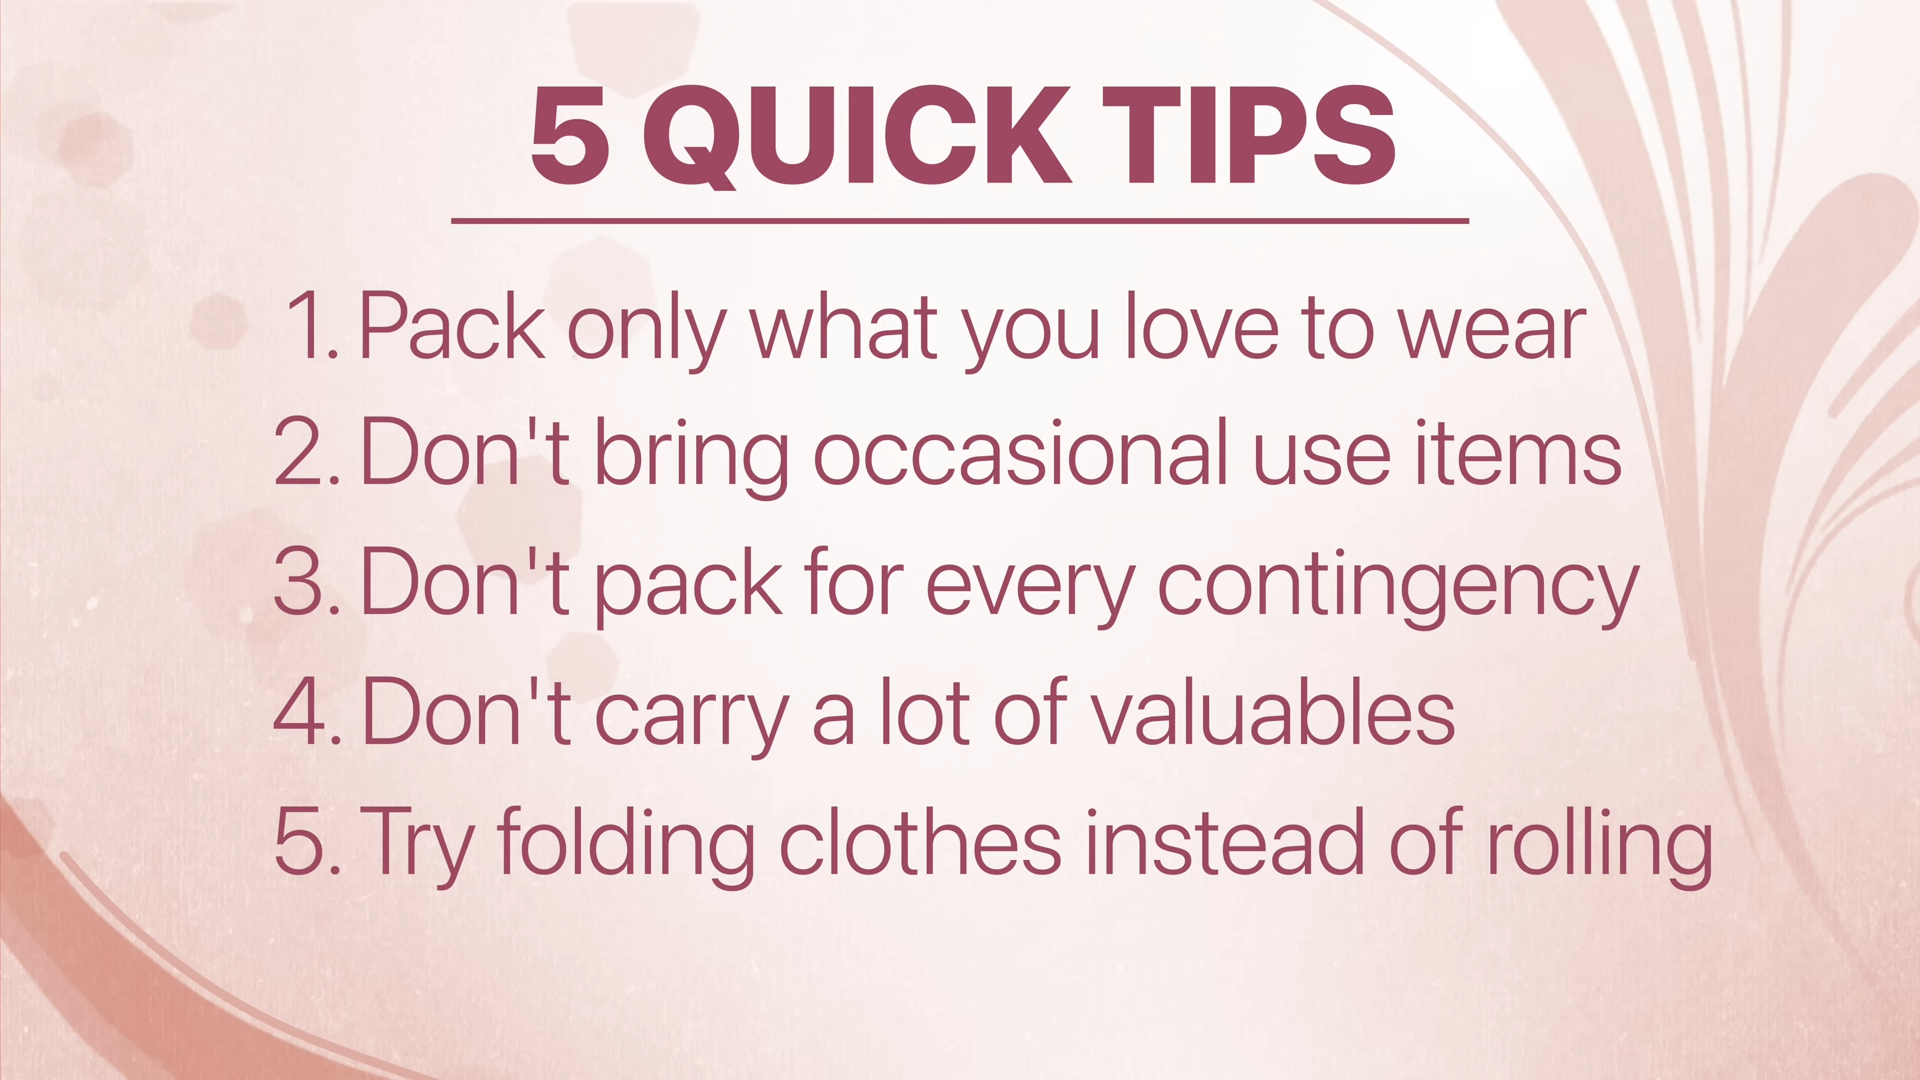 5 QUICK TIPS
1. Pack only what you love to wear
2. Don't bring occasional use items
3. Don't pack for every contingency
4. Don't carry a lot of valuables
5. Try folding clothes instead of rolling